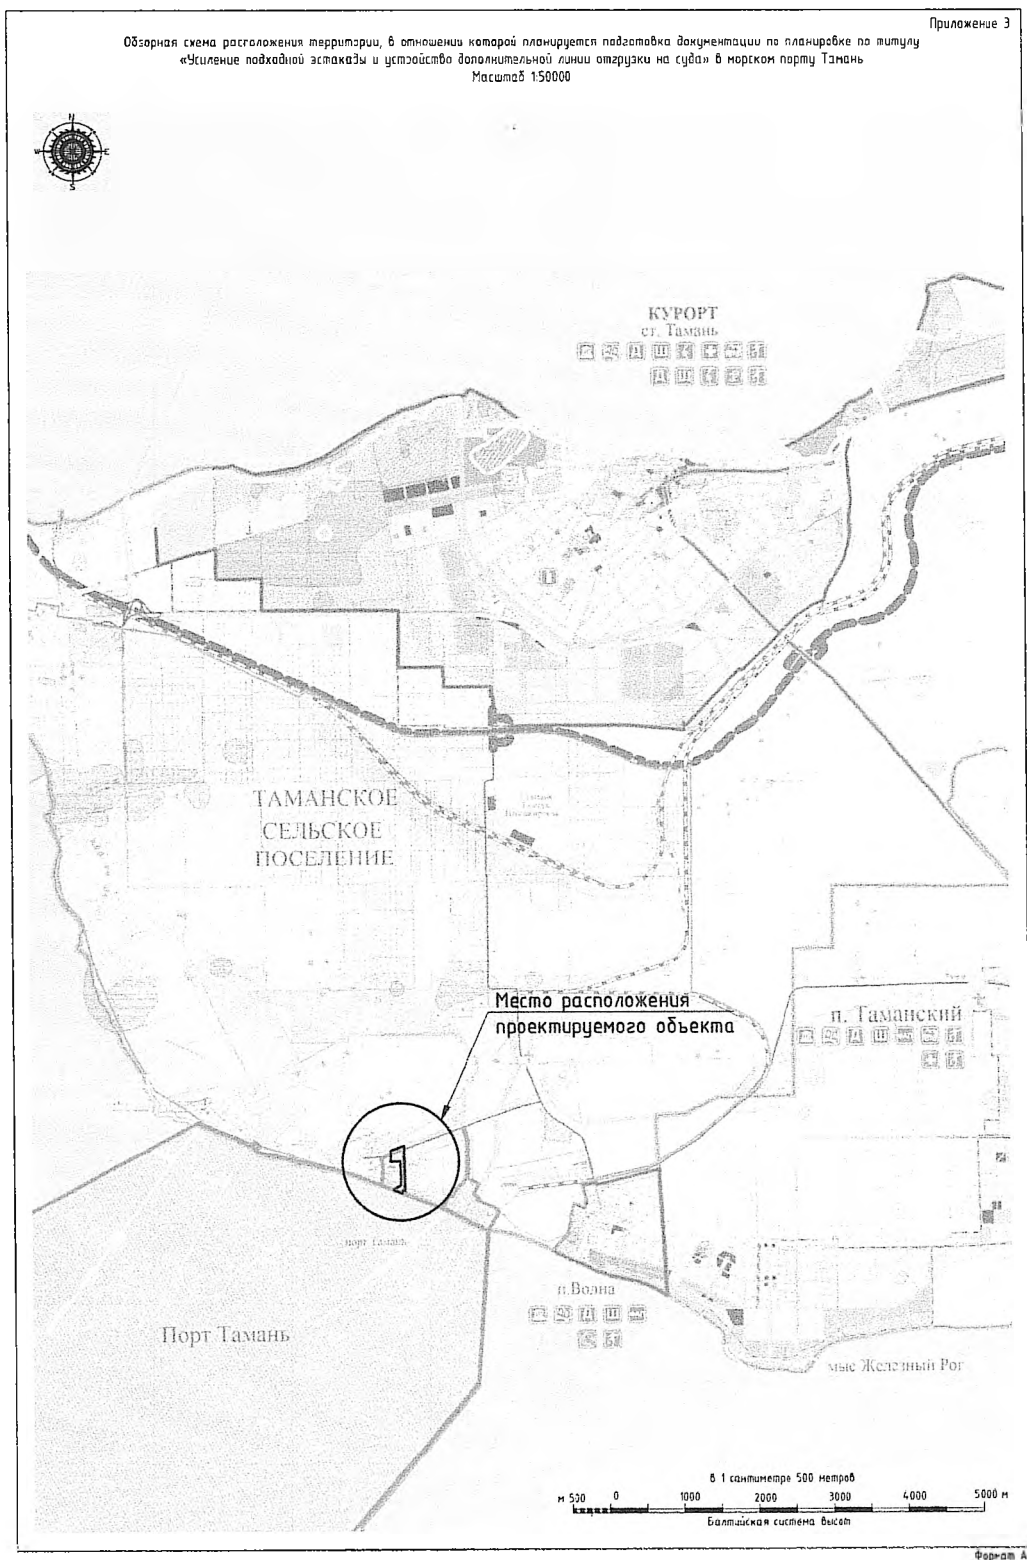 Приложение 3
Обзорная схема расположения территории, в отношении которой планируется подготовка документации по планировке по титулу
«Усиление подходной эстакады и устройство дополнительной линии отгрузки на суда» в морском порту Тамань
Масштаб 1:50000
N
W E
S
КУРОРТ
ст. Тамань
ТАМАНСКОЕ
СЕЛЬСКОЕ
ПОСЕЛЕНИЕ
Место расположения
проектируемого объекта
п. Таманский
порт Тамань
п.Волна
Порт Тамань
мыс Железный Рог
в 1 сантиметре 500 метров
м 500 0 1000 2000 3000 4000 5000 м
Балтийская система высот
Формат А